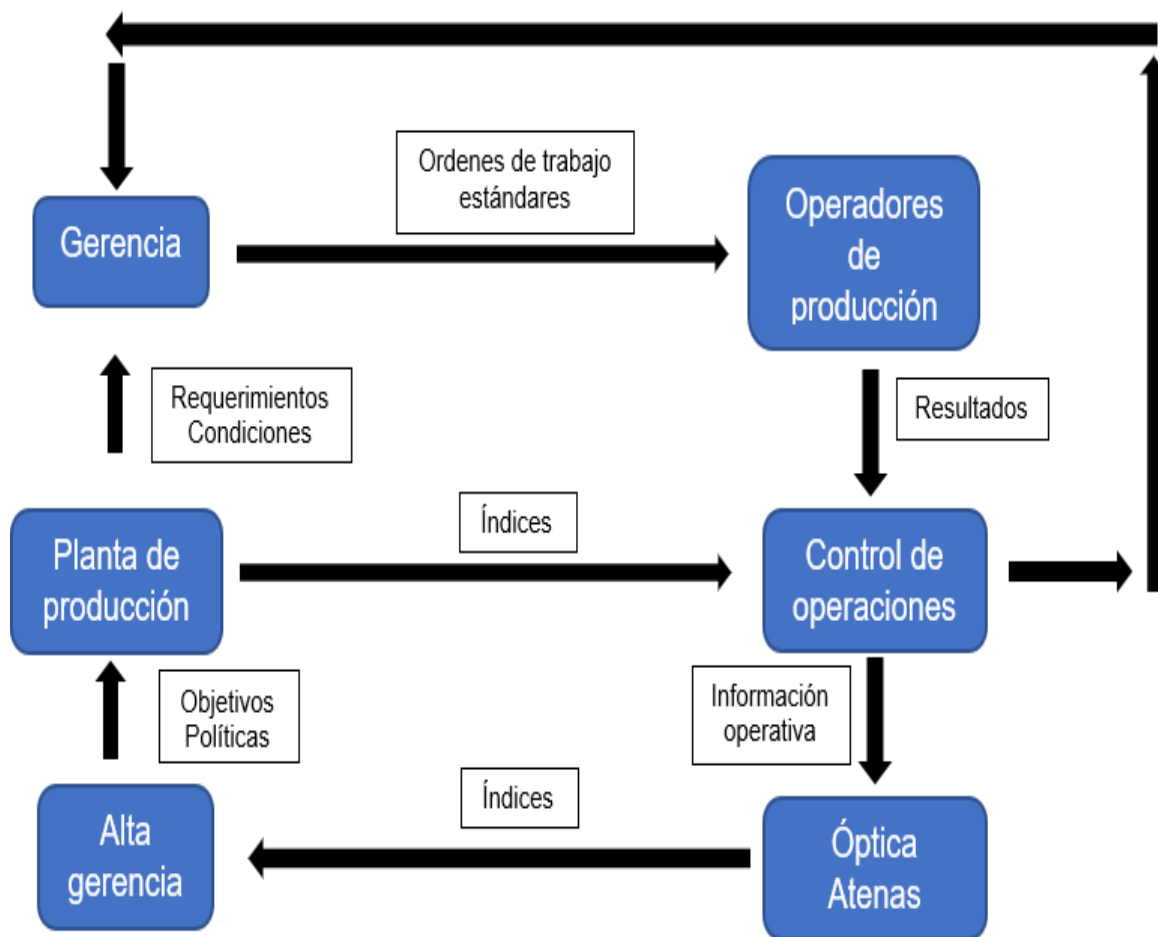 Ordenes de trabajo
estándares
Gerencia
Operadores
de
producción
Requerimientos
Condiciones
Resultados
Planta de
producción
Índices
Control de
operaciones
Objetivos
Políticas
Información
operativa
Alta
gerencia
Índices
Óptica
Atenas